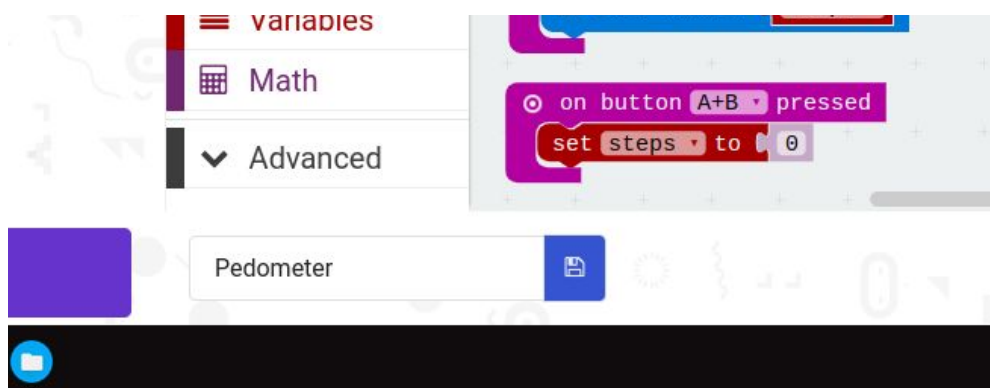 Variables
Math
on button A+B pressed
set steps to 0
Advanced
Pedometer